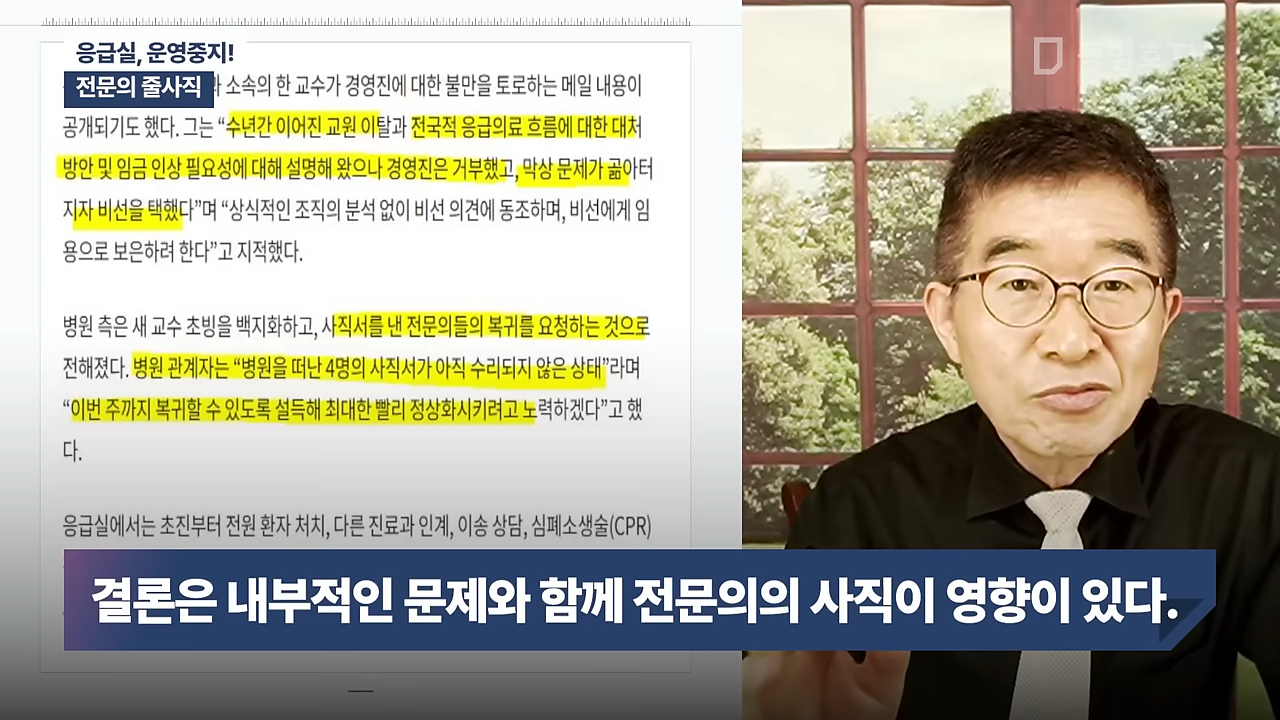 응급실, 운영중지!
전문의 줄사직
소속의 한 교수가 경영진에 대한 불만을 토로하는 메일 내용이
공개되기도 했다. 그는 “수년간 이어진 교원 이탈과 전국적 응급의료 흐름에 대한 대처
방안 및 임금 인상 필요성에 대해 설명해 왔으나 경영진은 거부했고, 막상 문제가 곪아터
지자 비선을 택했다”며 “상식적인 조직의 분석 없이 비선 의견에 동조하며, 비선에게 임
용으로 보은하려 한다”고 지적했다.
병원 측은 새 교수 초빙을 백지화하고, 사직서를 낸 전문의들의 복귀를 요청하는 것으로
전해졌다. 병원 관계자는 “병원을 떠난 4명의 사직서가 아직 수리되지 않은 상태”라며
“이번 주까지 복귀할 수 있도록 설득해 최대한 빨리 정상화시키려고 노력하겠다”고 했
다.
응급실에서는 초진부터 전원 환자 처치, 다른 진료과 인계, 이송 상담, 심폐소생술(CPR)
결론은 내부적인 문제와 함께 전문의의 사직이 영향이 있다.